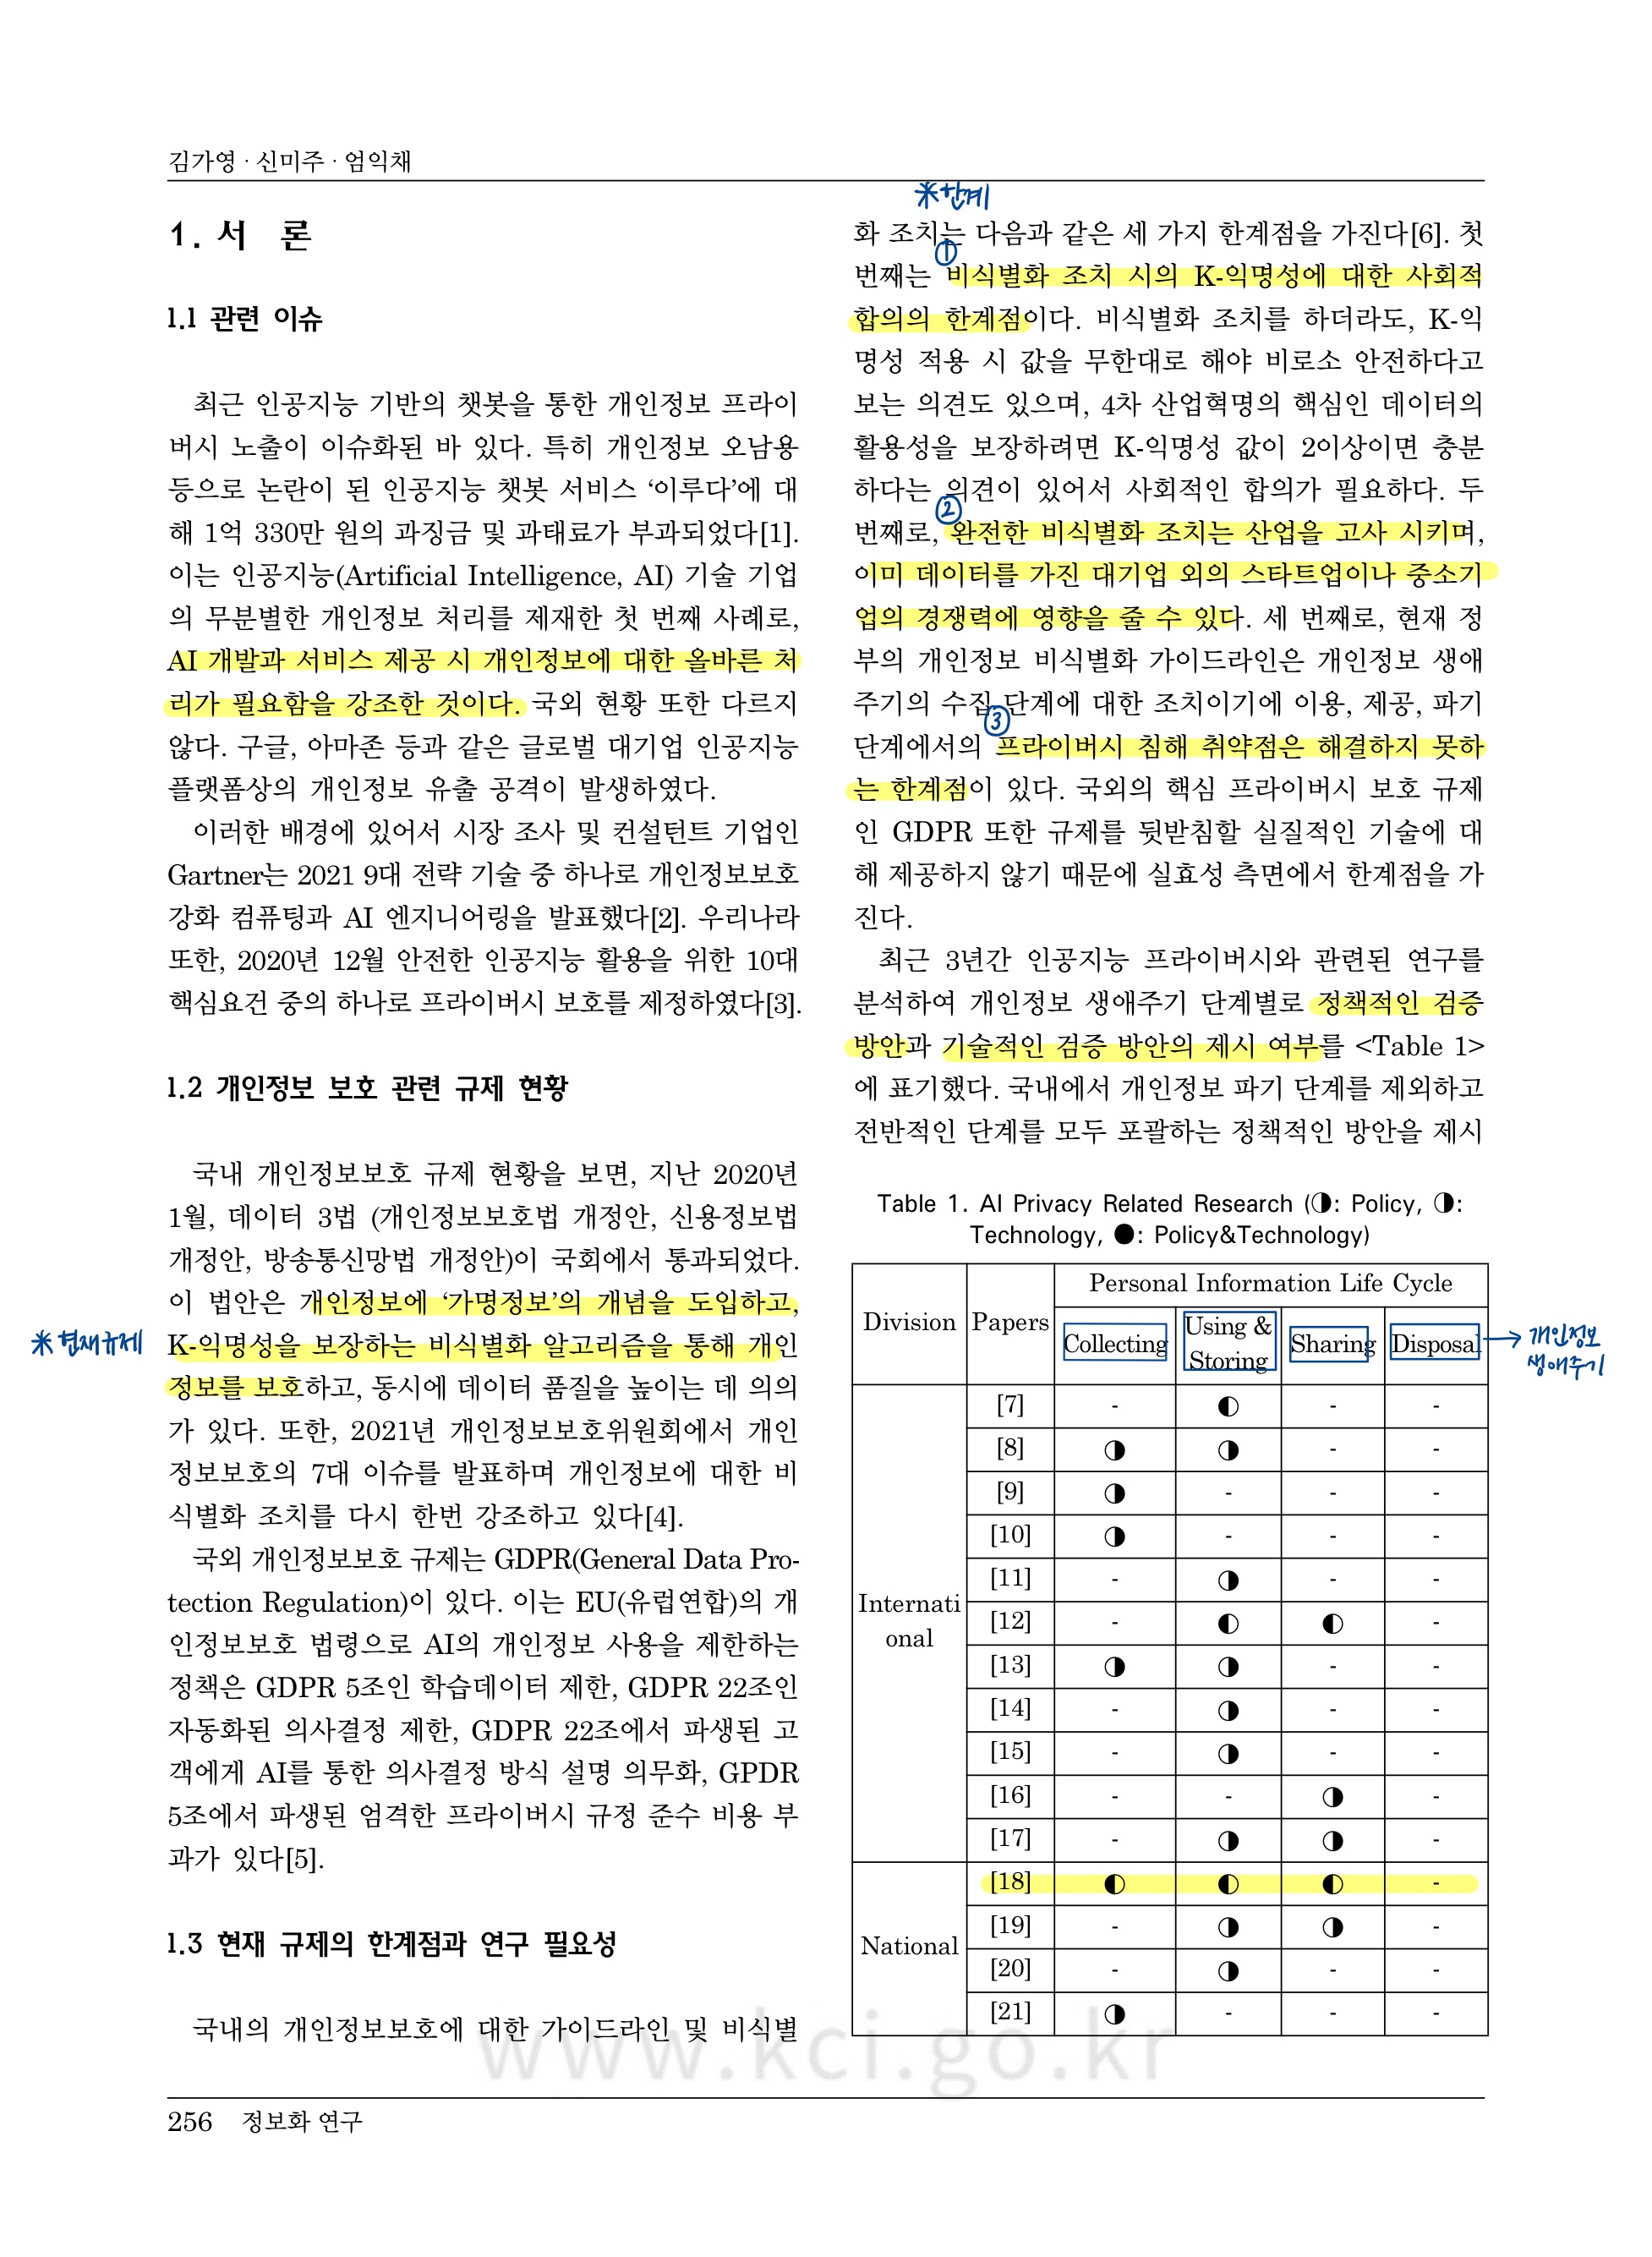 김가영·신미주·엄익채
1. 서 론
1.1 관련 이슈
최근 인공지능 기반의 챗봇을 통한 개인정보 프라이
버시 노출이 이슈화된 바 있다. 특히 개인정보 오남용
등으로 논란이 된 인공지능 챗봇 서비스 ‘이루다’에 대
해 1억 330만 원의 과징금 및 과태료가 부과되었다[1].
이는 인공지능(Artificial Intelligence, AI) 기술 기업
의 무분별한 개인정보 처리를 제재한 첫 번째 사례로,
AI 개발과 서비스 제공 시 개인정보에 대한 올바른 처
리가 필요함을 강조한 것이다. 국외 현황 또한 다르지
않다. 구글, 아마존 등과 같은 글로벌 대기업 인공지능
플랫폼상의 개인정보 유출 공격이 발생하였다.
이러한 배경에 있어서 시장 조사 및 컨설턴트 기업인
Gartner는 2021 9대 전략 기술 중 하나로 개인정보보호
강화 컴퓨팅과 AI 엔지니어링을 발표했다[2]. 우리나라
또한, 2020년 12월 안전한 인공지능 활용을 위한 10대
핵심요건 중의 하나로 프라이버시 보호를 제정하였다[3].
1.2 개인정보 보호 관련 규제 현황
국내 개인정보보호 규제 현황을 보면, 지난 2020년
1월, 데이터 3법 (개인정보보호법 개정안, 신용정보법
개정안, 방송통신망법 개정안)이 국회에서 통과되었다.
이 법안은 개인정보에 ‘가명정보’의 개념을 도입하고,
*현재규제
K-익명성을 보장하는 비식별화 알고리즘을 통해 개인
정보를 보호하고, 동시에 데이터 품질을 높이는 데 의의
가 있다. 또한, 2021년 개인정보보호위원회에서 개인
정보보호의 7대 이슈를 발표하며 개인정보에 대한 비
식별화 조치를 다시 한번 강조하고 있다[4].
국외 개인정보보호 규제는 GDPR(General Data Pro-
tection Regulation)이 있다. 이는 EU(유럽연합)의 개
인정보보호 법령으로 AI의 개인정보 사용을 제한하는
정책은 GDPR 5조인 학습데이터 제한, GDPR 22조인
자동화된 의사결정 제한, GDPR 22조에서 파생된 고
객에게 AI를 통한 의사결정 방식 설명 의무화, GPDR
5조에서 파생된 엄격한 프라이버시 규정 준수 비용 부
과가 있다[5].
1.3 현재 규제의 한계점과 연구 필요성
국내의 개인정보보호에 대한 가이드라인 및 비식별
*한계
화 조치는 다음과 같은 세 가지 한계점을 가진다[6]. 첫
①
번째는 비식별화 조치 시의 K-익명성에 대한 사회적
합의의 한계점이다. 비식별화 조치를 하더라도, K-익
명성 적용 시 값을 무한대로 해야 비로소 안전하다고
보는 의견도 있으며, 4차 산업혁명의 핵심인 데이터의
활용성을 보장하려면 K-익명성 값이 2이상이면 충분
하다는 의견이 있어서 사회적인 합의가 필요하다. 두
②
번째로, 완전한 비식별화 조치는 산업을 고사 시키며,
이미 데이터를 가진 대기업 외의 스타트업이나 중소기
업의 경쟁력에 영향을 줄 수 있다. 세 번째로, 현재 정
부의 개인정보 비식별화 가이드라인은 개인정보 생애
주기의 수집 단계에 대한 조치이기에 이용, 제공, 파기
③
단계에서의 프라이버시 침해 취약점은 해결하지 못하
는 한계점이 있다. 국외의 핵심 프라이버시 보호 규제
인 GDPR 또한 규제를 뒷받침할 실질적인 기술에 대
해 제공하지 않기 때문에 실효성 측면에서 한계점을 가
진다.
최근 3년간 인공지능 프라이버시와 관련된 연구를
분석하여 개인정보 생애주기 단계별로 정책적인 검증
방안과 기술적인 검증 방안의 제시 여부를 <Table 1>
에 표기했다. 국내에서 개인정보 파기 단계를 제외하고
전반적인 단계를 모두 포괄하는 정책적인 방안을 제시
Table 1. AI Privacy Related Research (◑: Policy, ◑:
Technology, ●: Policy&Technology)
Division Papers Personal Information Life Cycle
Collecting Using & Storing Sharing Disposal
→ 개인정보
생애주기
International
[7] - ◐ - -
[8] ◑ ◑ - -
[9] ◑ - - -
[10] ◑ - - -
[11] - ◑ - -
[12] - ◐ ◐ -
[13] ◑ ◑ - -
[14] - ◑ - -
[15] - ◑ - -
[16] - - ◑ -
[17] - ◑ ◑ -
National
[18] ◐ ◐ ◐ -
[19] - ◑ ◑ -
[20] - ◑ - -
[21] ◑ - - -
www.kci.go.kr
256 정보화 연구